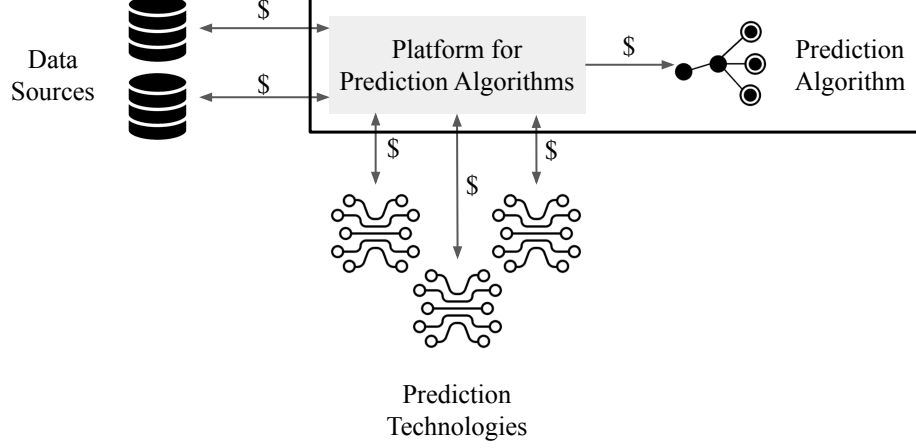 $
$
Data
Sources
$
Platform for
Prediction Algorithms
Prediction
Algorithm
$
$
$
Prediction
Technologies